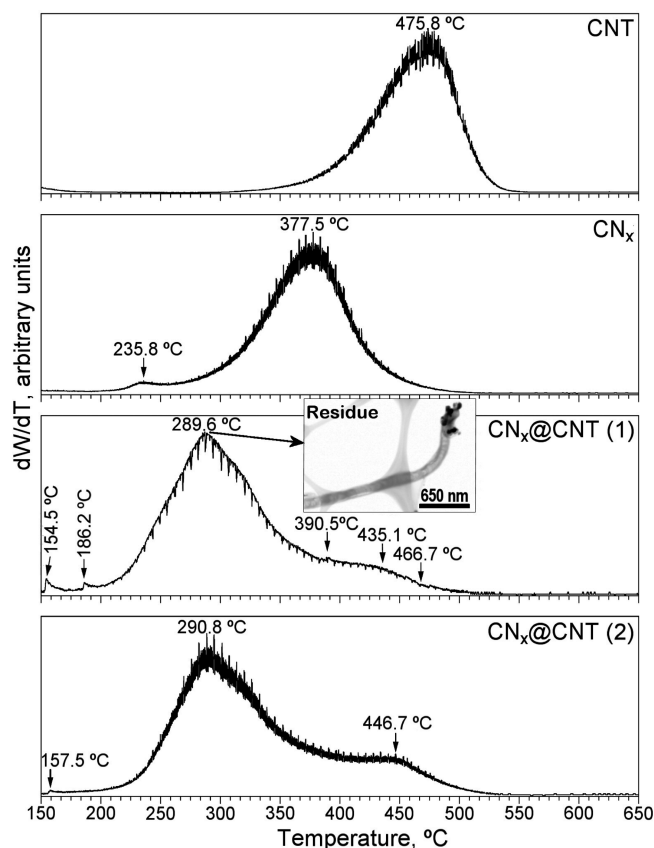 475.8 ºC
CNT
377.5 ºC
CNx
235.8 ºC
dW/dT, arbitrary units
Residue
650 nm
289.6 ºC
CNx@CNT (1)
154.5 ºC
186.2 ºC
390.5ºC
435.1 ºC
466.7 ºC
290.8 ºC
CNx@CNT (2)
446.7 ºC
157.5 ºC
150 200 250 300 350 400 450 500 550 600 650
Temperature, ºC